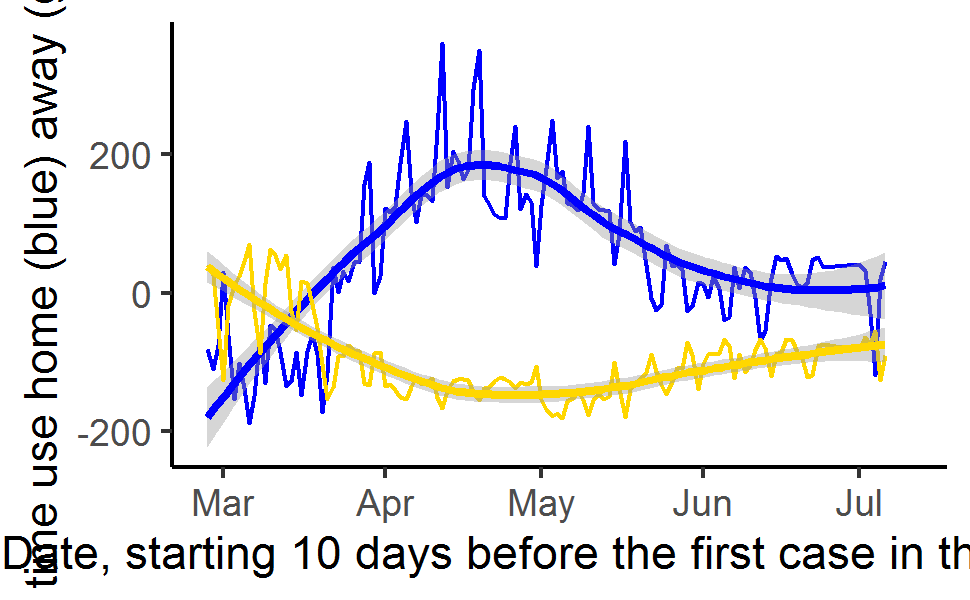 time use home (blue) away (
200
0
-200
Mar Apr May Jun Jul
Date, starting 10 days before the first case in th